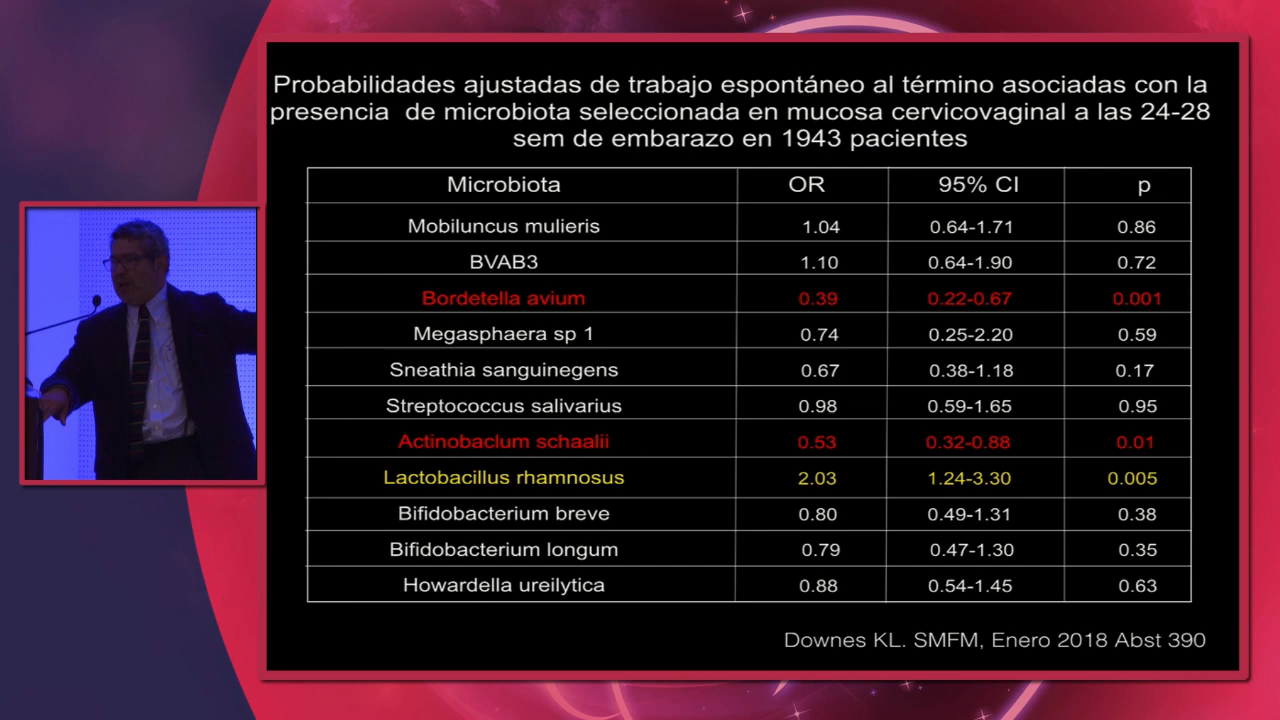 Probabilidades ajustadas de trabajo espontáneo al término asociadas con la
presencia de microbiota seleccionada en mucosa cervicovaginal a las 24-28
sem de embarazo en 1943 pacientes
Microbiota OR 95% CI p
Mobiluncus mulieris 1.04 0.64-1.71 0.86
BVAB3 1.10 0.64-1.90 0.72
Bordetella avium 0.39 0.22-0.67 0.001
Megasphaera sp 1 0.74 0.25-2.20 0.59
Sneathia sanguinegens 0.67 0.38-1.18 0.17
Streptococcus salivarius 0.98 0.59-1.65 0.95
Actinobaclum schaalii 0.53 0.32-0.88 0.01
Lactobacillus rhamnosus 2.03 1.24-3.30 0.005
Bifidobacterium breve 0.80 0.49-1.31 0.38
Bifidobacterium longum 0.79 0.47-1.30 0.35
Howardella ureilytica 0.88 0.54-1.45 0.63
Downes KL. SMFM, Enero 2018 Abst 390